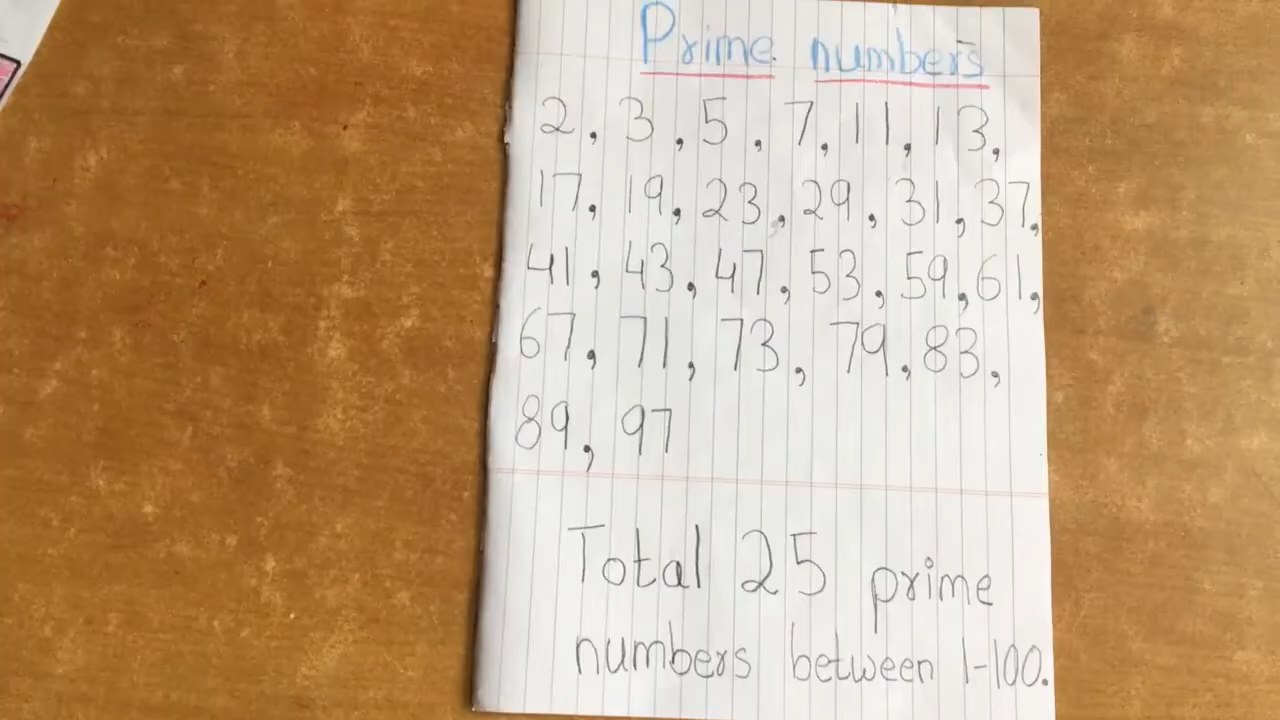 Prime numbers
2, 3, 5, 7, 11, 13,
17, 19, 23, 29, 31, 37,
41, 43, 47, 53, 59, 61,
67, 71, 73, 79, 83,
89, 97
Total 25 prime
numbers between 1-100.